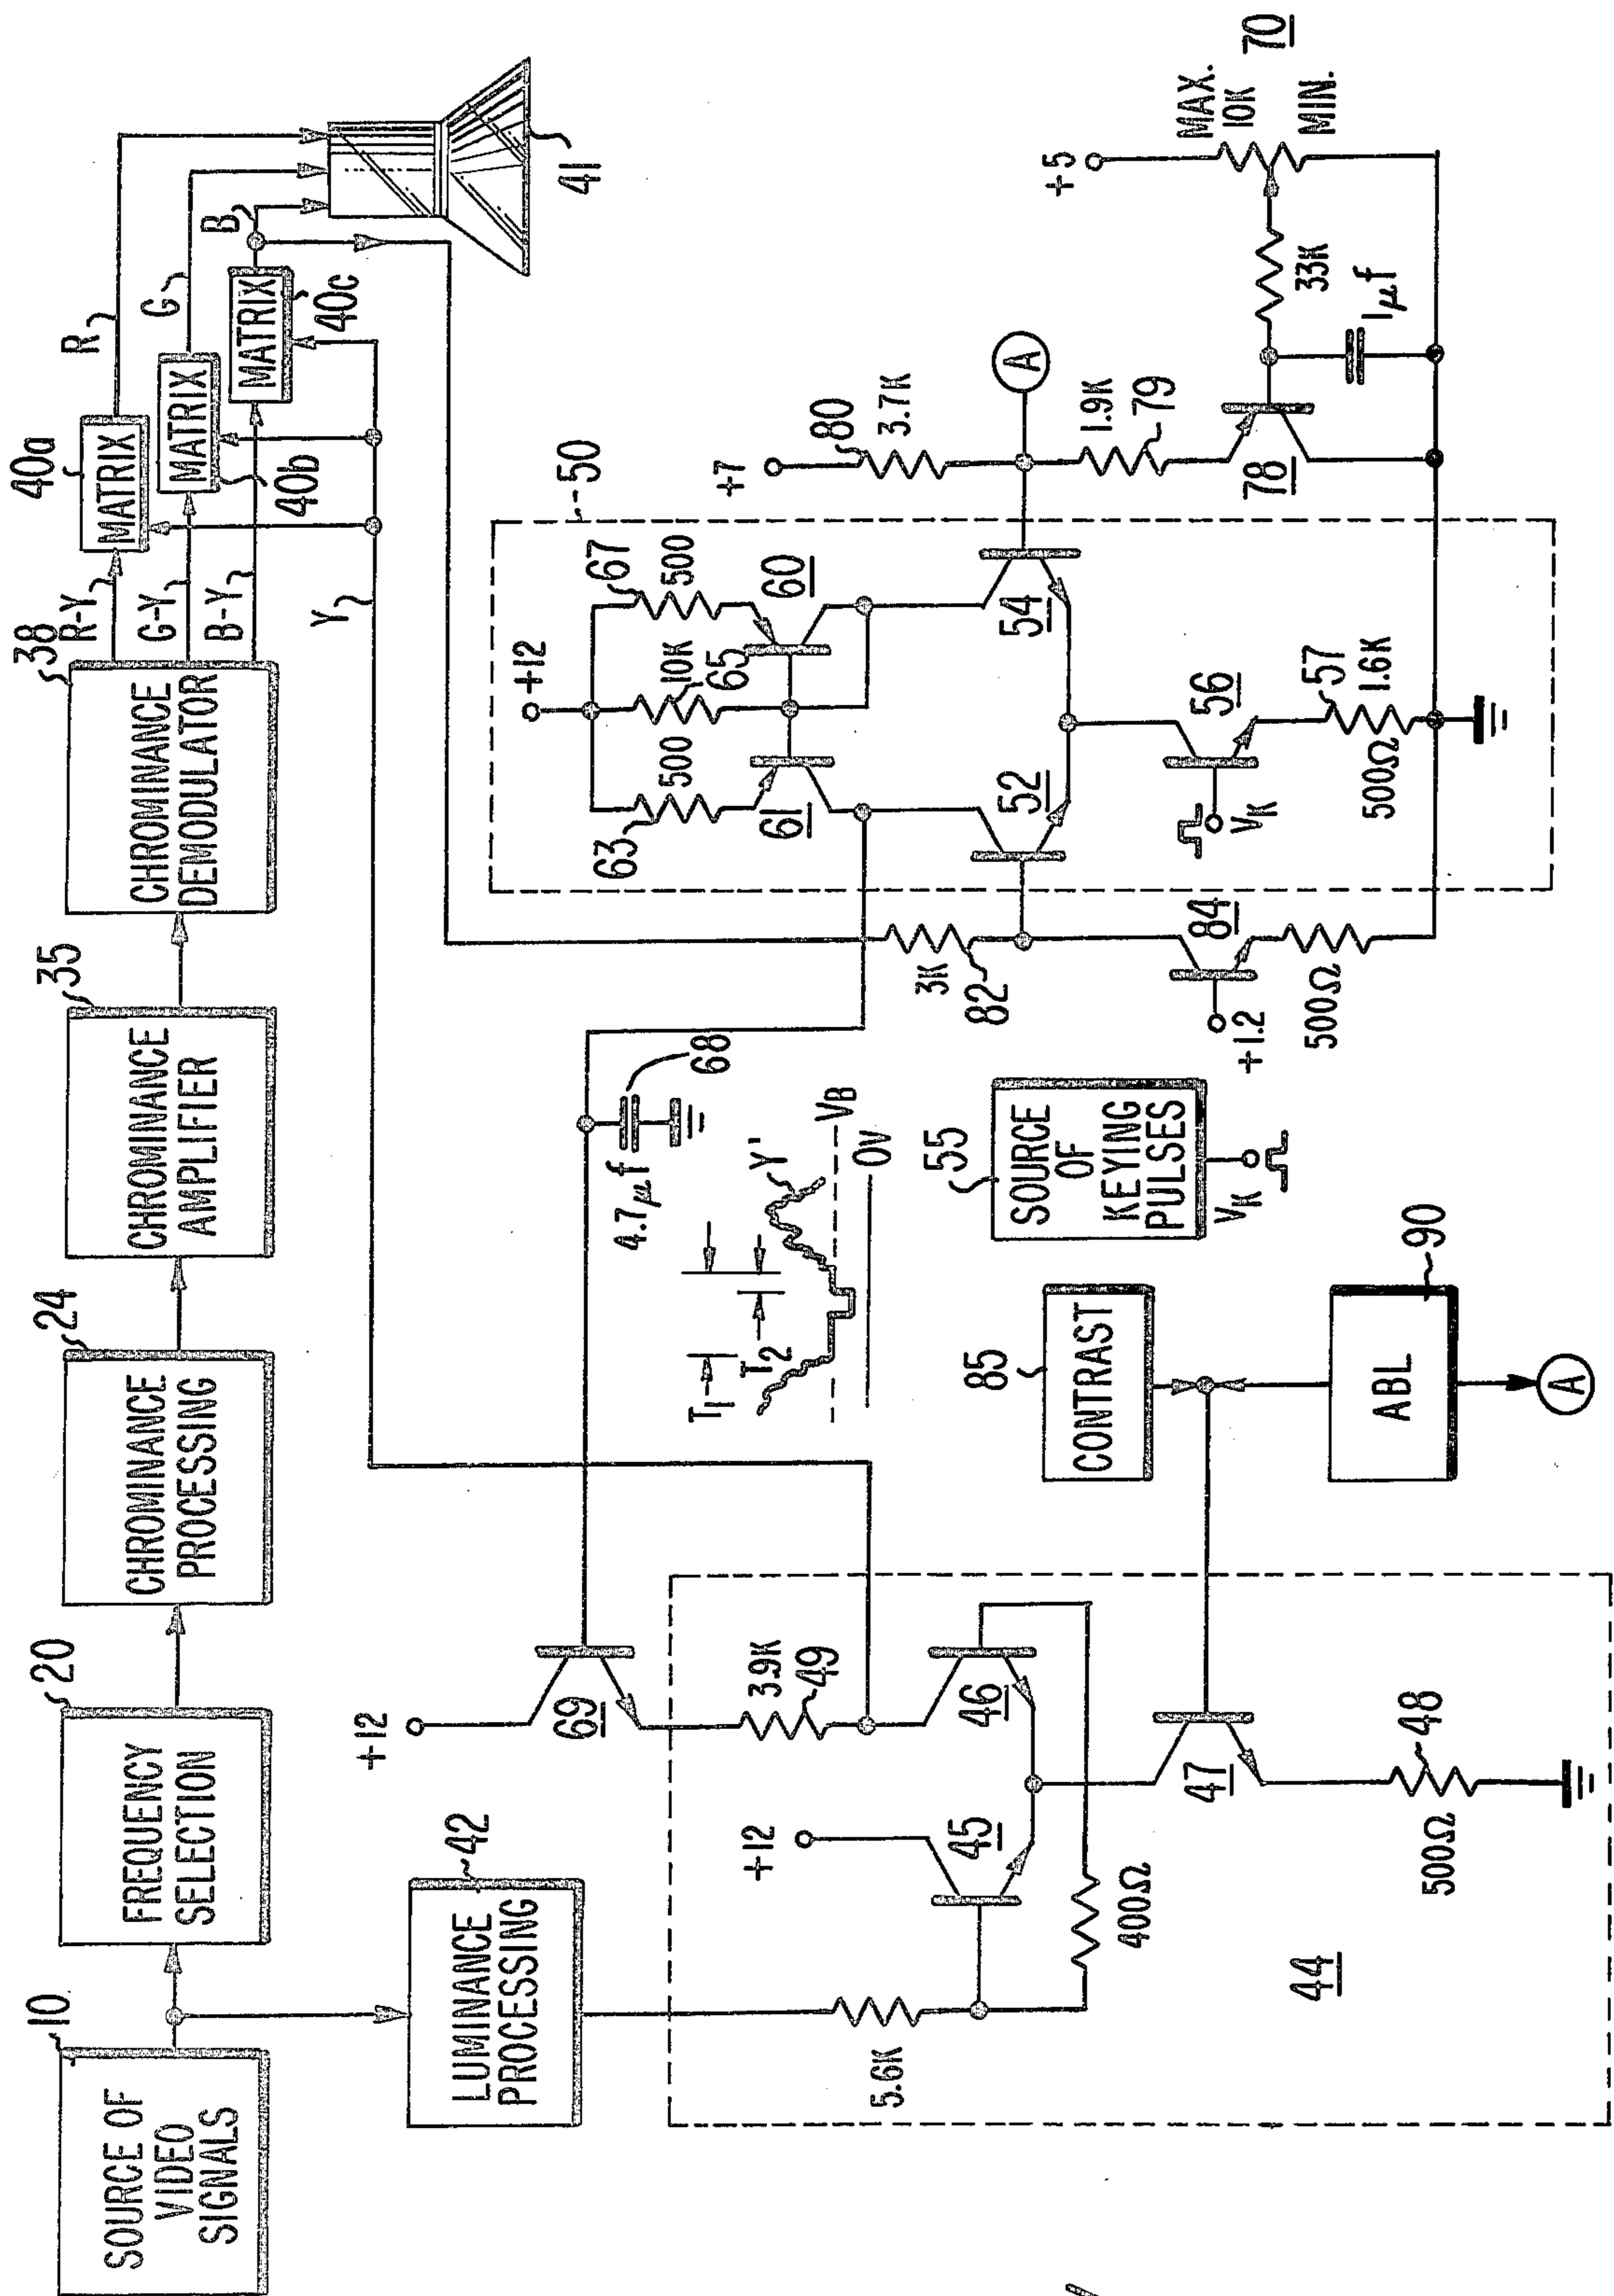 10
SOURCE OF
VIDEO
SIGNALS
20
FREQUENCY
SELECTION
24
CHROMINANCE
PROCESSING
35
CHROMINANCE
AMPLIFIER
38
CHROMINANCE
DEMODULATOR
R-Y
G-Y
B-Y
Y
40a
MATRIX
MATRIX
40b
MATRIX
40c
R
G
B
41
42
LUMINANCE
PROCESSING
+12
69
3.9K
49
4.7μf
68
T1
T2
Y'
VB
0V
3K
82
+12
63
500
10K
65
67
500
61
60
50
52
54
+7
80
3.7K
A
1.9K
79
78
+5
MAX.
10K
MIN.
70
33K
1μf
VK
56
57
1.6K
500Ω
84
+1.2
500Ω
55
SOURCE
OF
KEYING
PULSES
VK
85
CONTRAST
90
ABL
A
5.6K
+12
45
46
400Ω
47
48
500Ω
44